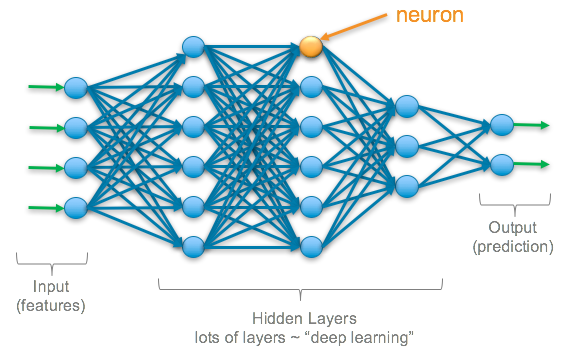 neuron
Input
(features)
Hidden Layers
lots of layers ~ “deep learning”
Output
(prediction)